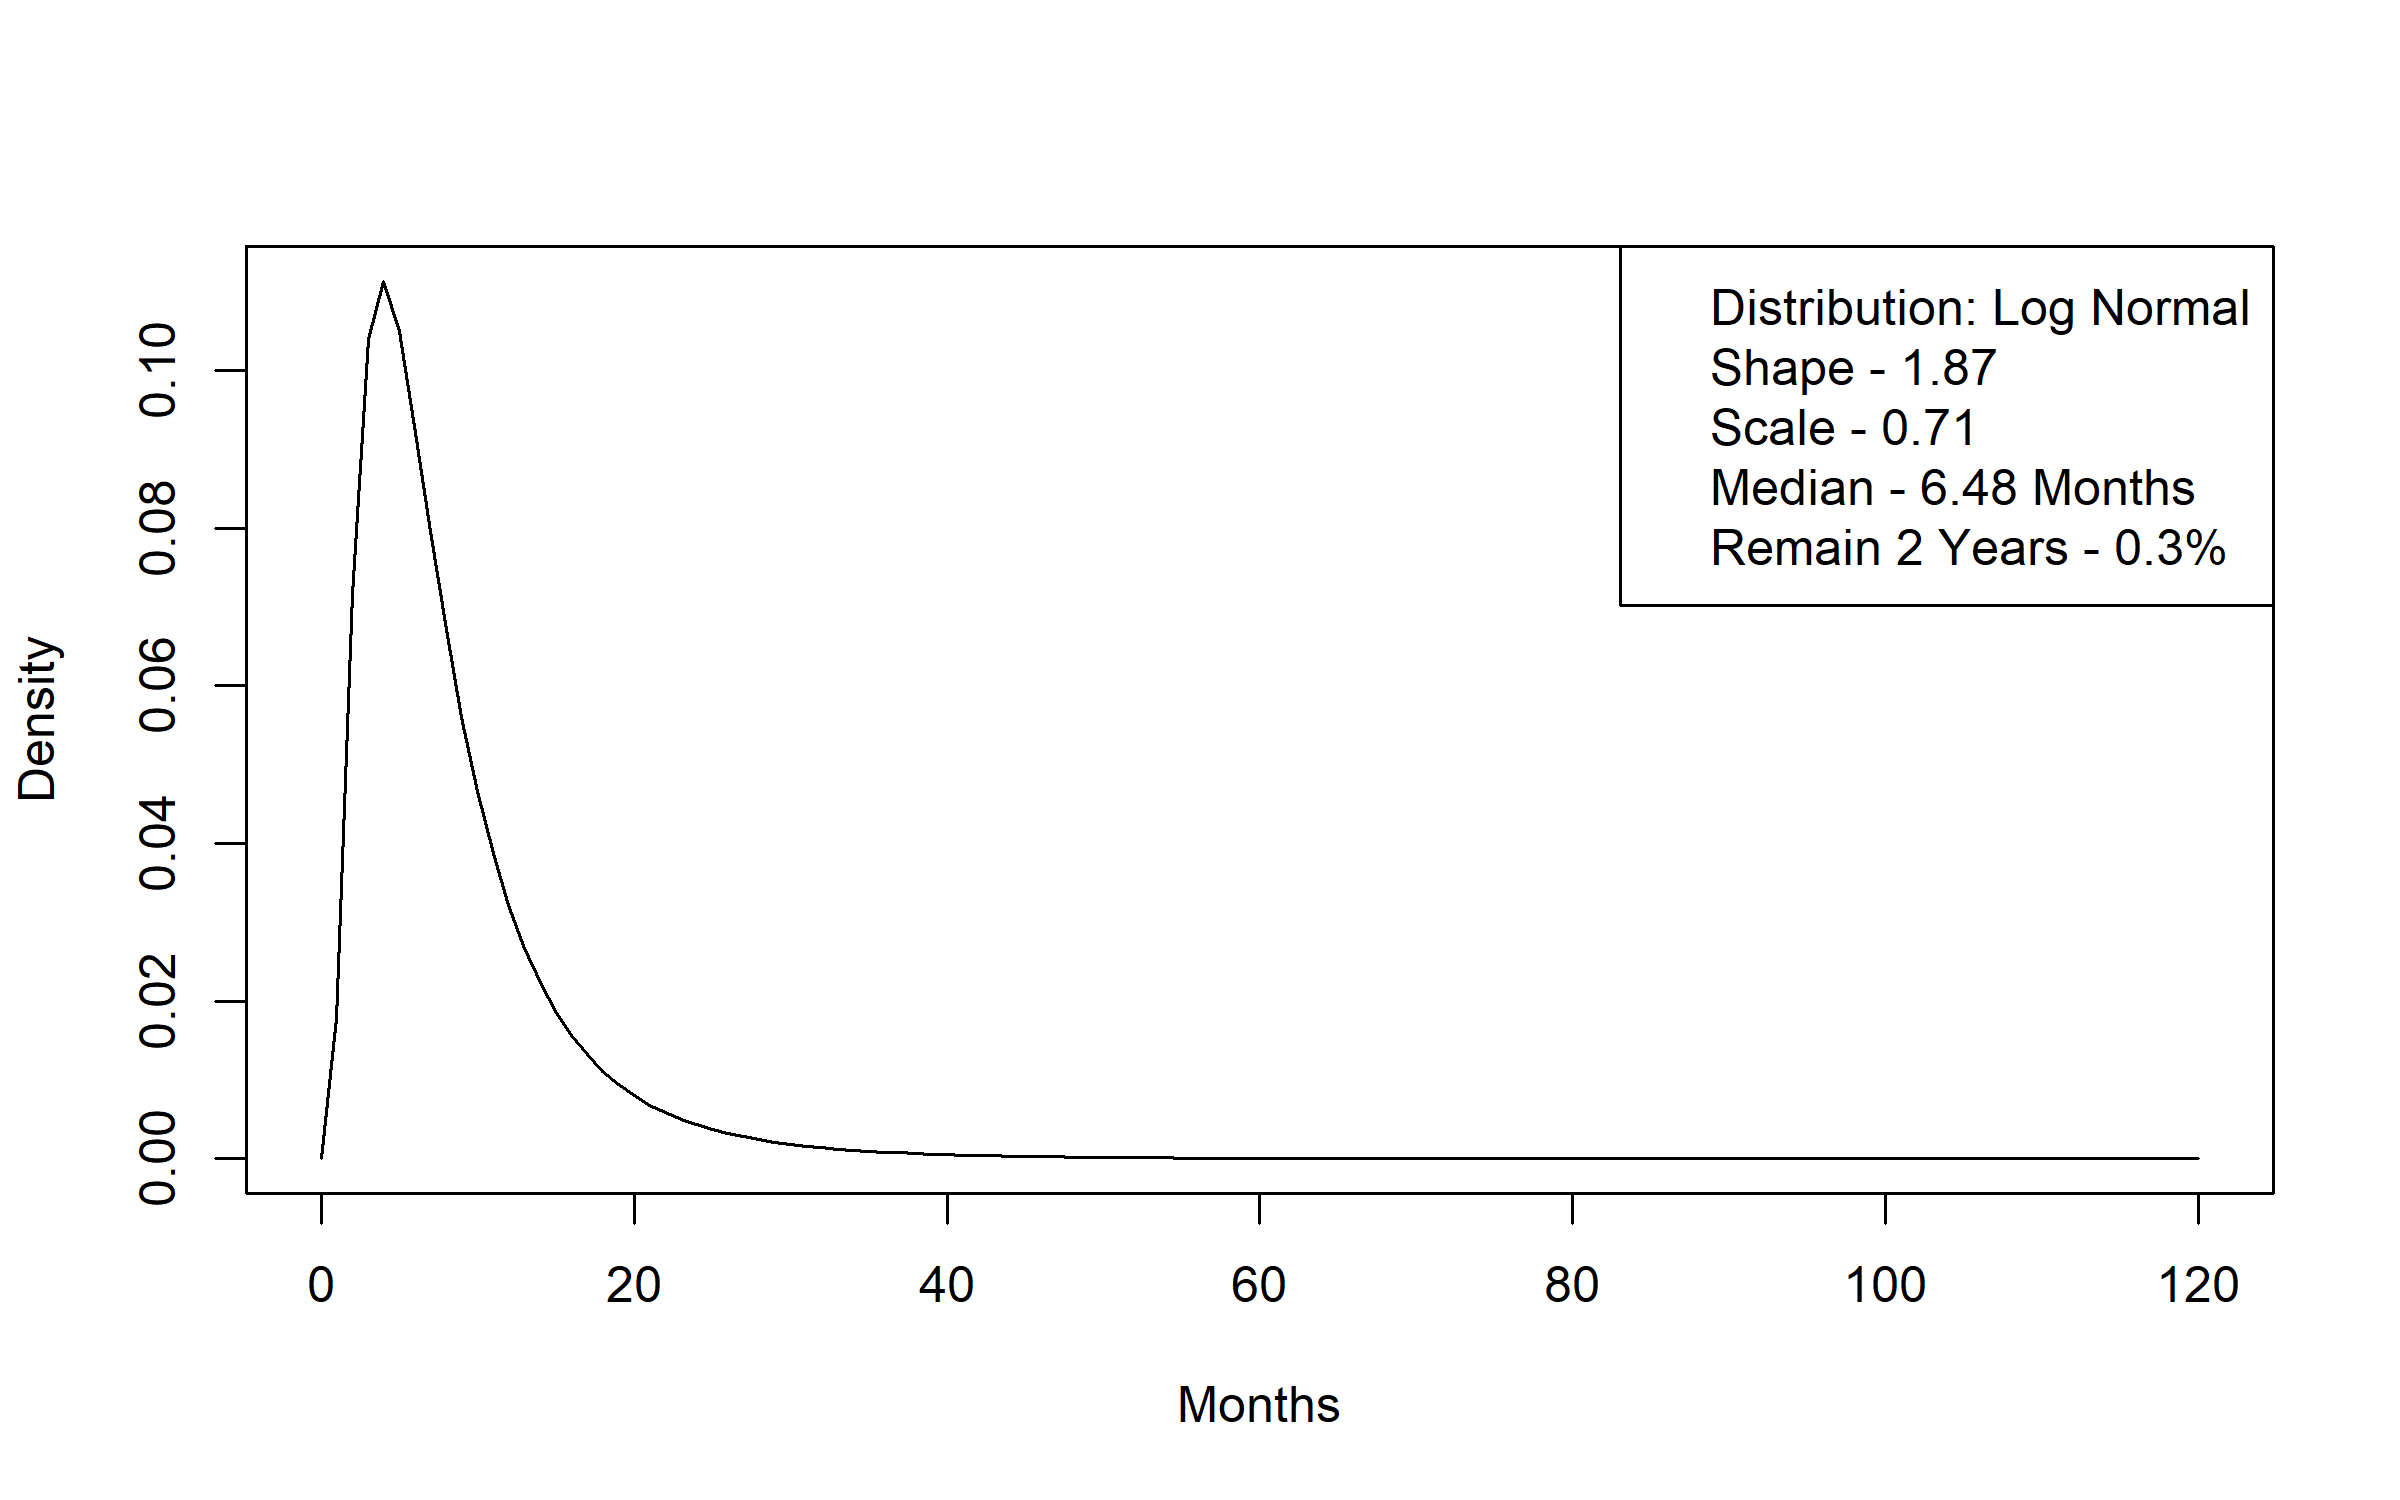 Distribution: Log Normal
Shape - 1.87
Scale - 0.71
Median - 6.48 Months
Remain 2 Years - 0.3%
Density
0.10
0.08
0.06
0.04
0.02
0.00
0 20 40 60 80 100 120
Months